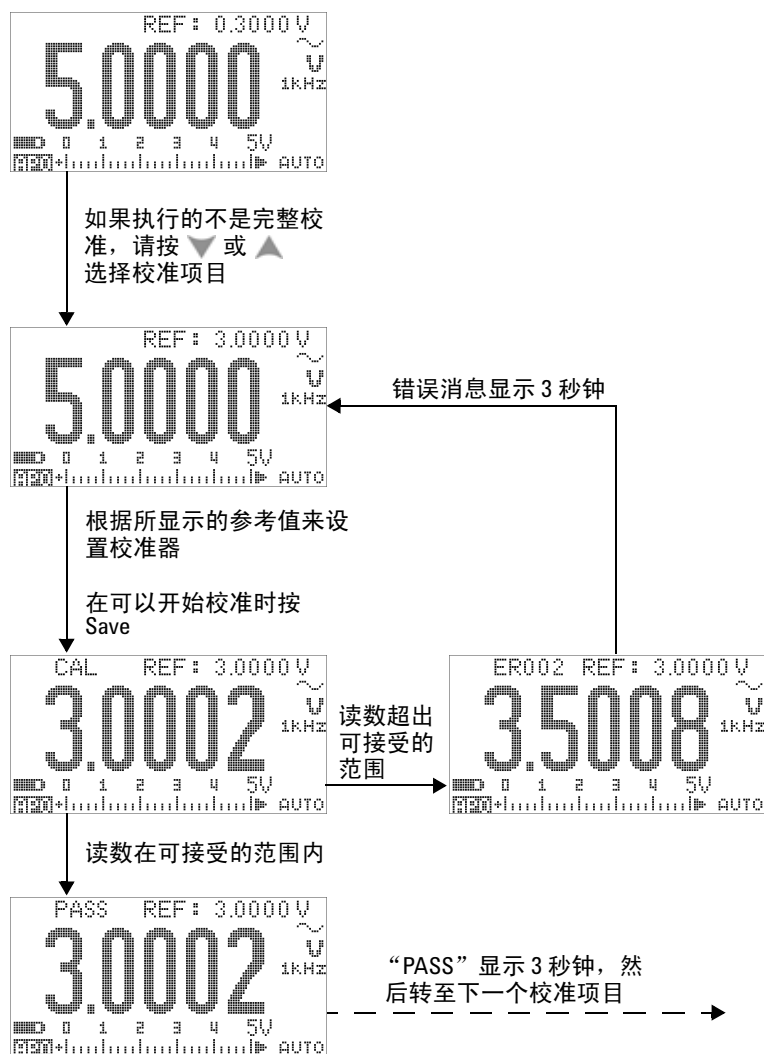 REF: 0.3000 V
5.0000
1kHz
0 1 2 3 4 5V
AUTO
如果执行的不是完整校
准，请按 或
选择校准项目
REF: 3.0000 V
5.0000
1kHz
0 1 2 3 4 5V
AUTO
错误消息显示 3 秒钟
根据所显示的参考值来设
置校准器
在可以开始校准时按
Save
CAL REF: 3.0000 V
3.0002
1kHz
0 1 2 3 4 5V
AUTO
读数超出
可接受的
范围
ER002 REF: 3.0000 V
3.5008
1kHz
0 1 2 3 4 5V
AUTO
读数在可接受的范围内
PASS REF: 3.0000 V
3.0002
1kHz
0 1 2 3 4 5V
AUTO
“PASS”显示 3 秒钟，然
后转至下一个校准项目